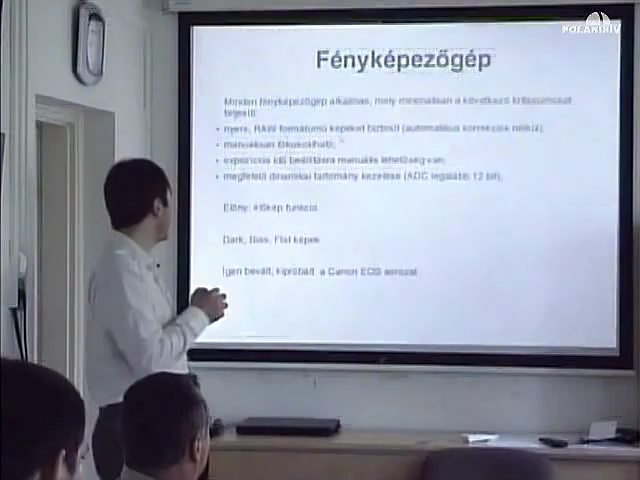 POLARIXIV
Fényképezőgép
Minden fényképezőgép alkalmas, mely minimálisan a következő kritériumokat
teljesíti:
• nyers, RAW formátumú képeket biztosít (automatikus korrekciók nélkül);
• manuálisan fókuszálható;
• expozíciós idő beállításra manuális lehetőség van;
• megfelelő dinamikai tartomány kezelése (ADC legalább 12 bit).
Előny: élőkép funkció
Dark, Bias, Flat képek
Igen bevált, kipróbált a Canon EOS sorozat